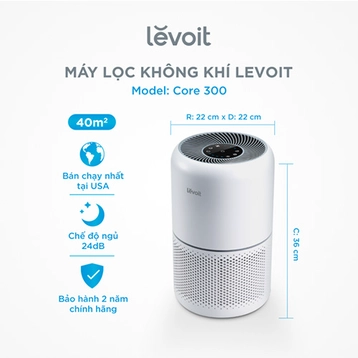 levoit
MÁY LỌC KHÔNG KHÍ LEVOIT
Model: Core 300
40m²
R: 22 cm x D: 22 cm
Bán chạy nhất
tại USA
Chế độ ngủ
24dB
Bảo hành 2 năm
chính hãng
levoit
C: 36 cm